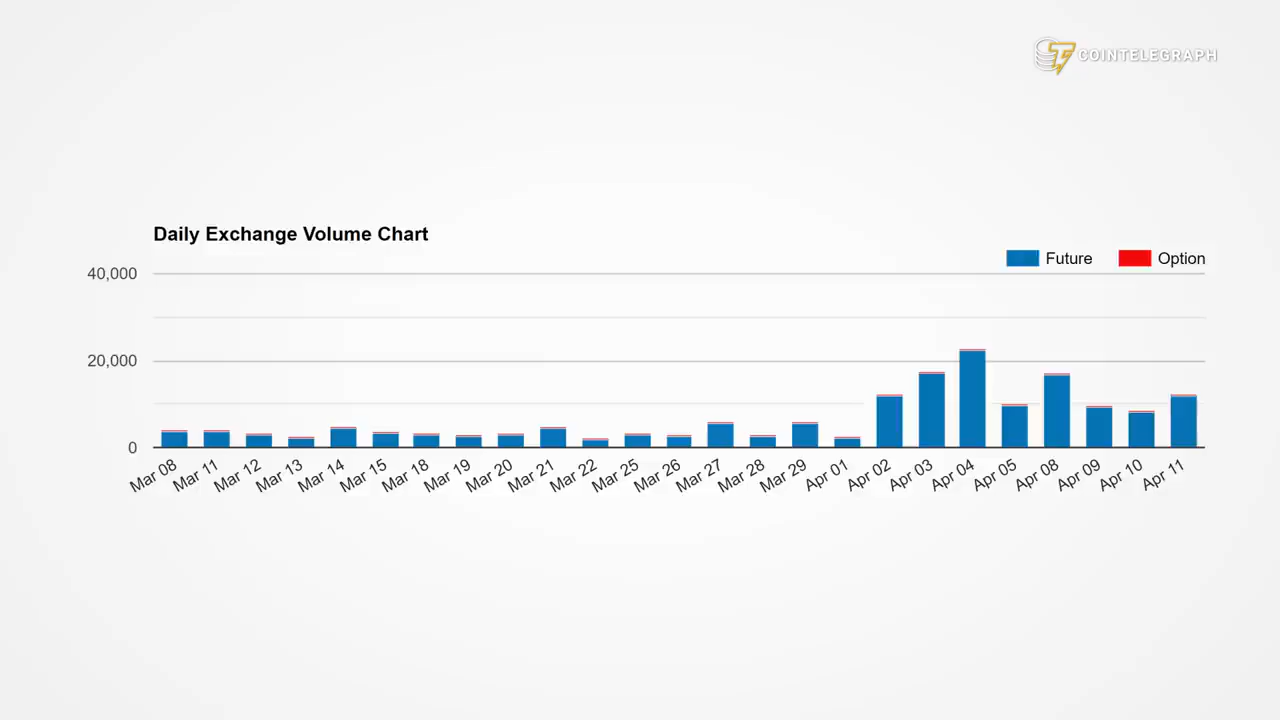 COINTELEGRAPH
Daily Exchange Volume Chart
Future Option
40,000
20,000
0
Mar 08 Mar 11 Mar 12 Mar 13 Mar 14 Mar 15 Mar 18 Mar 19 Mar 20 Mar 21 Mar 22 Mar 25 Mar 26 Mar 27 Mar 28 Mar 29 Apr 01 Apr 02 Apr 03 Apr 04 Apr 05 Apr 08 Apr 09 Apr 10 Apr 11